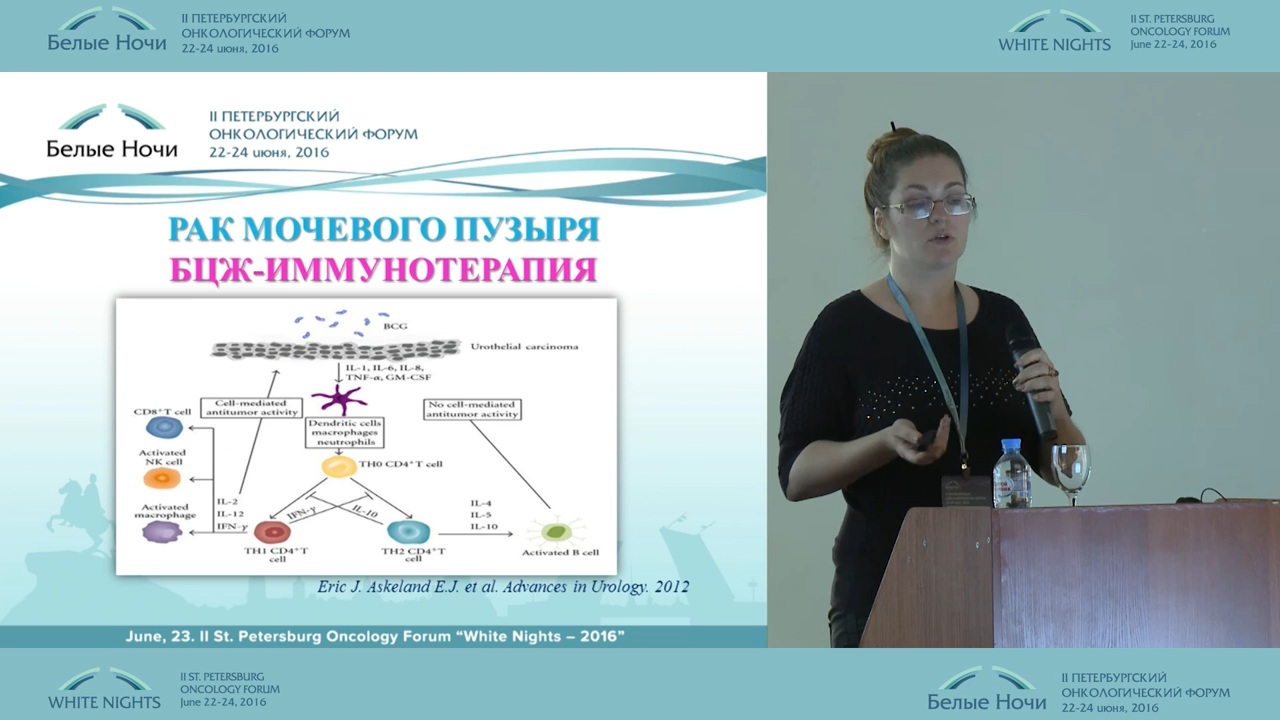 Белые Ночи
II ПЕТЕРБУРГСКИЙ
ОНКОЛОГИЧЕСКИЙ ФОРУМ
22-24 июня, 2016
WHITE NIGHTS
II ST. PETERSBURG
ONCOLOGY FORUM
June 22-24, 2016
Белые Ночи
II ПЕТЕРБУРГСКИЙ
ОНКОЛОГИЧЕСКИЙ ФОРУМ
22-24 июня, 2016
РАК МОЧЕВОГО ПУЗЫРЯ
БЦЖ-ИММУНОТЕРАПИЯ
BCG
Urothelial carcinoma
IL-1, IL-6, IL-8,
TNF-α, GM-CSF
Cell-mediated
antitumor activity
No cell-mediated
antitumor activity
CD8⁺T cell
Dendritic cells
macrophages
neutrophils
Activated
NK cell
TH0 CD4⁺T cell
Activated
macrophage
IL-2
IL-12
IFN-γ
IFN-γ
IL-10
IL-4
IL-5
IL-10
TH1 CD4⁺T
cell
TH2 CD4⁺T
cell
Activated B cell
Eric J. Askeland E.J. et al. Advances in Urology. 2012
June, 23. II St. Petersburg Oncology Forum “White Nights – 2016”
WHITE NIGHTS
II ST. PETERSBURG
ONCOLOGY FORUM
June 22-24, 2016
Белые Ночи
II ПЕТЕРБУРГСКИЙ
ОНКОЛОГИЧЕСКИЙ ФОРУМ
22-24 июня, 2016